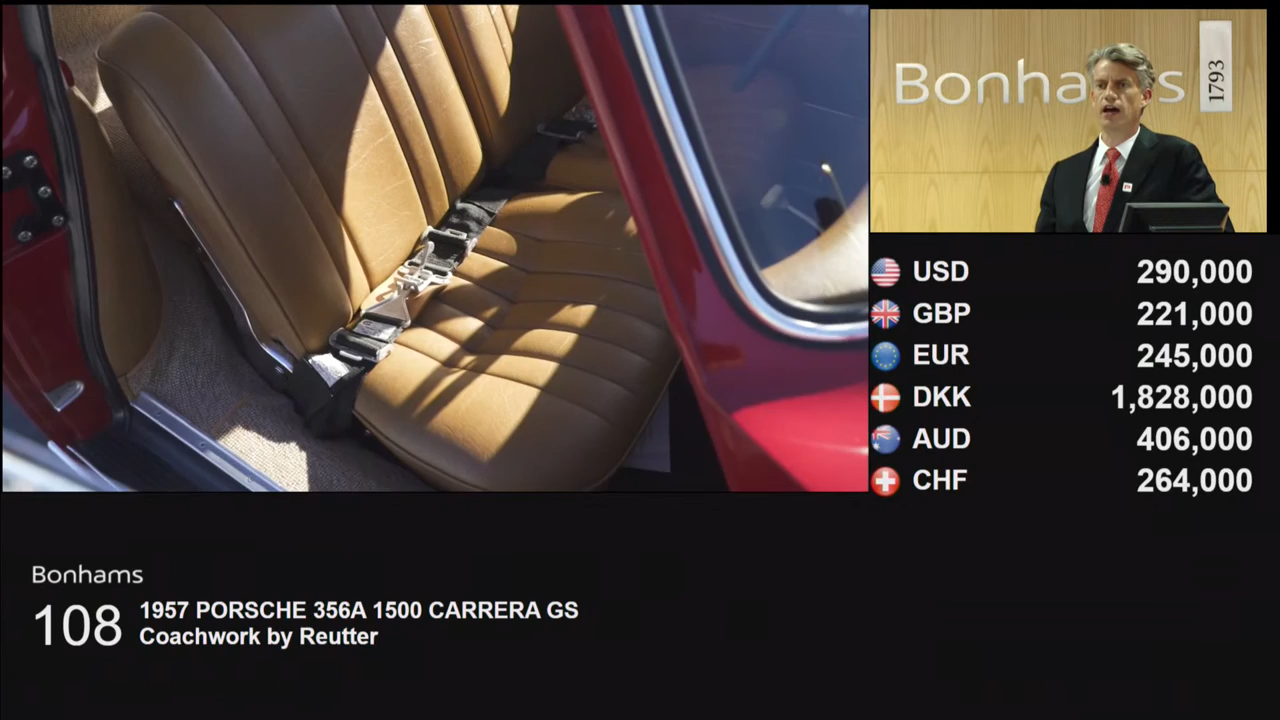 Bonhams
1793
USD 290,000
GBP 221,000
EUR 245,000
DKK 1,828,000
AUD 406,000
CHF 264,000
Bonhams
108
1957 PORSCHE 356A 1500 CARRERA GS
Coachwork by Reutter